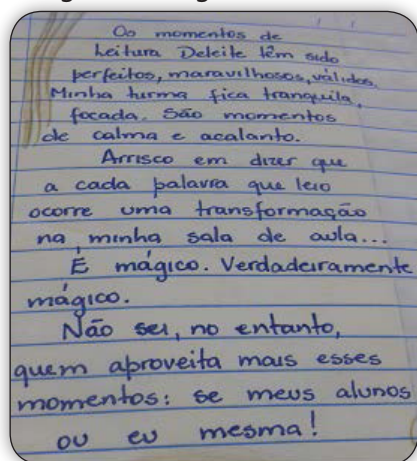 Os momentos de
Leitura Deleite têm sido
perfeitos, maravilhosos, válidos.
Minha turma fica tranquila,
focada. São momentos
de calma e acalanto.
Arrisco em dizer que
a cada palavra que leio
ocorre uma transformação
na minha sala de aula...
É mágico. Verdadeiramente
mágico.
Não sei, no entanto,
quem aproveita mais esses
momentos: se meus alunos
ou eu mesma!